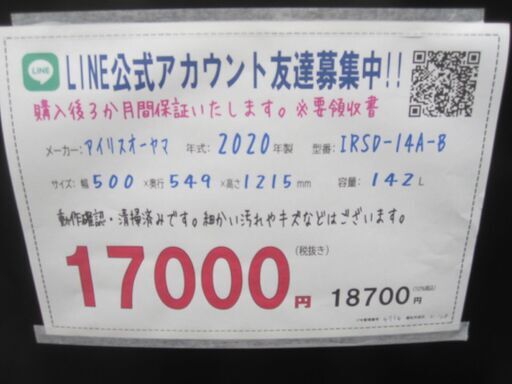 LINE
LINE公式アカウント友達募集中!!
購入後3か月間保証いたします。※要領収書
メーカー:アイリスオーヤマ 年式:2020年製 型番:IRSD-14A-B
サイズ:幅500×奥行549×高さ1215mm 容量:142L
動作確認・清掃済みです。細かい汚れやキズなどはございます。
(税抜き)
17000円
18700円